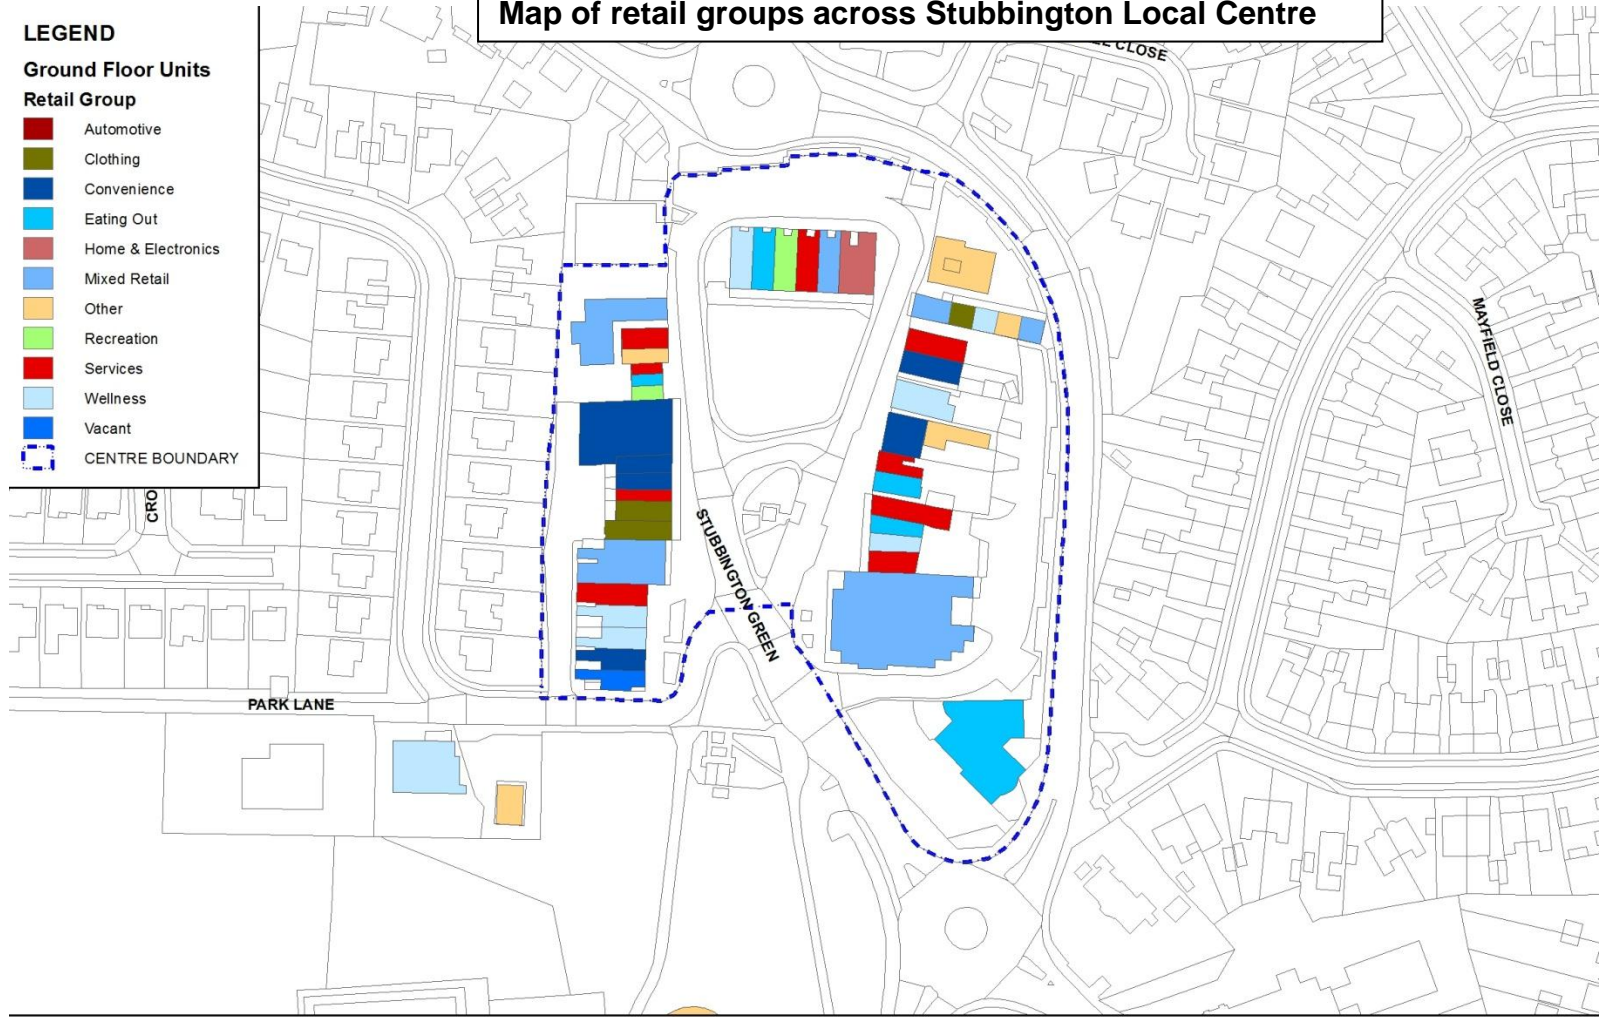 Map of retail groups across Stubbington Local Centre
LEGEND
Ground Floor Units
Retail Group
Automotive
Clothing
Convenience
Eating Out
Home & Electronics
Mixed Retail
Other
Recreation
Services
Wellness
Vacant
CENTRE BOUNDARY
CLOSE
MAYFIELD CLOSE
CRO
STUBBINGTON GREEN
PARK LANE